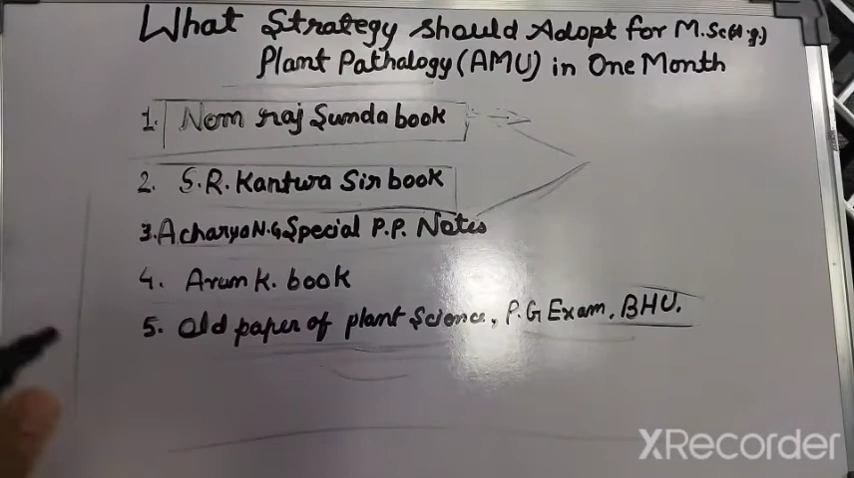 What Strategy Should Adopt for M.Sc(Ag.)
Plant Pathalogy (AMU) in One Month
1. Nem raj Sunda book
2. S.R. Kantwa Sir book
3. Acharya N.G Special P.P. Notes
4. Arun K. book
5. Old paper of plant Science, P.G Exam, BHU.
XRecorder